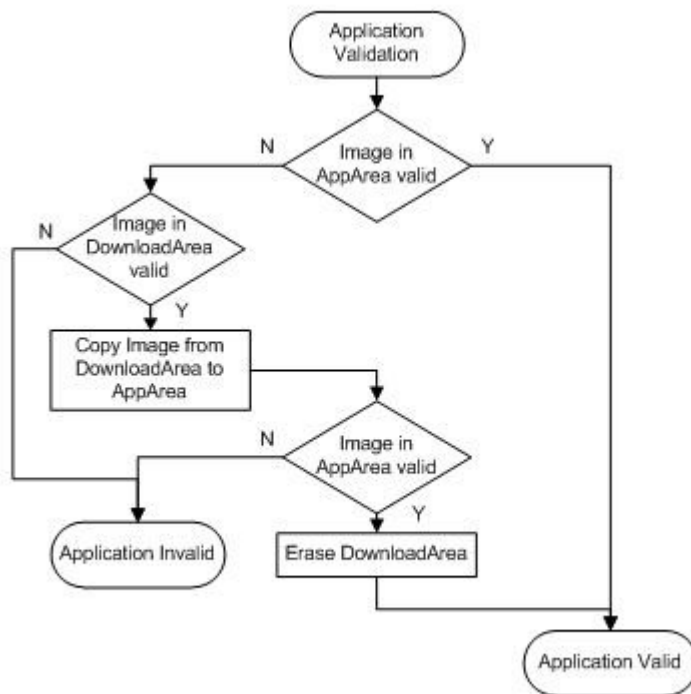 Application
Validation
N
Image in
AppArea valid
Y
N
Image in
DownloadArea
valid
Y
Copy Image from
DownloadArea to
AppArea
N
Image in
AppArea valid
Y
Application Invalid
Erase DownloadArea
Application Valid